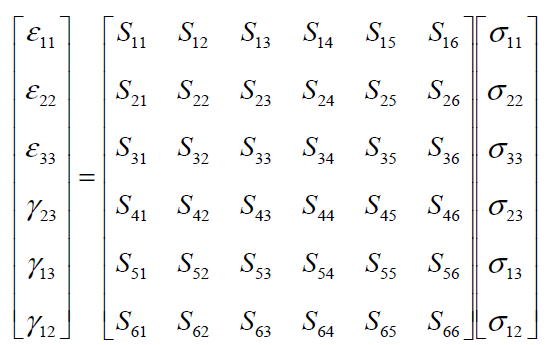 ε₁₁ S₁₁ S₁₂ S₁₃ S₁₄ S₁₅ S₁₆ σ₁₁
ε₂₂ S₂₁ S₂₂ S₂₃ S₂₄ S₂₅ S₂₆ σ₂₂
ε₃₃ S₃₁ S₃₂ S₃₃ S₃₄ S₃₅ S₃₆ σ₃₃
=
γ₂₃ S₄₁ S₄₂ S₄₃ S₄₄ S₄₅ S₄₆ σ₂₃
γ₁₃ S₅₁ S₅₂ S₅₃ S₅₄ S₅₅ S₅₆ σ₁₃
γ₁₂ S₆₁ S₆₂ S₆₃ S₆₄ S₆₅ S₆₆ σ₁₂